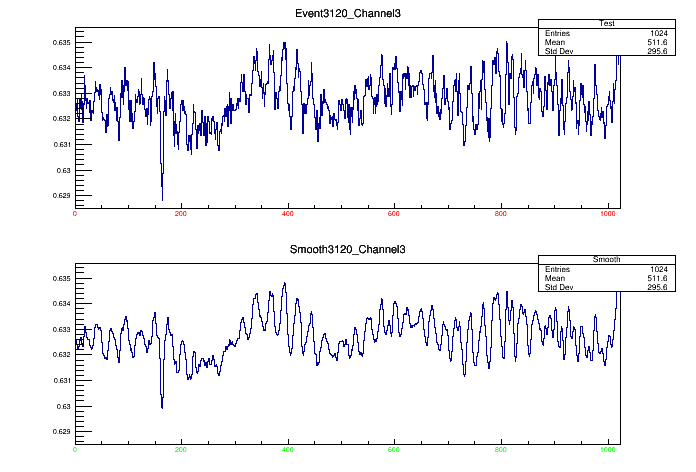 Event3120_Channel3
Test
Entries 1024
Mean 511.6
Std Dev 295.6
0.635
0.634
0.633
0.632
0.631
0.63
0.629
0 200 400 600 800 1000
Smooth3120_Channel3
Smooth
Entries 1024
Mean 511.6
Std Dev 295.6
0.635
0.634
0.633
0.632
0.631
0.63
0.629
0 200 400 600 800 1000